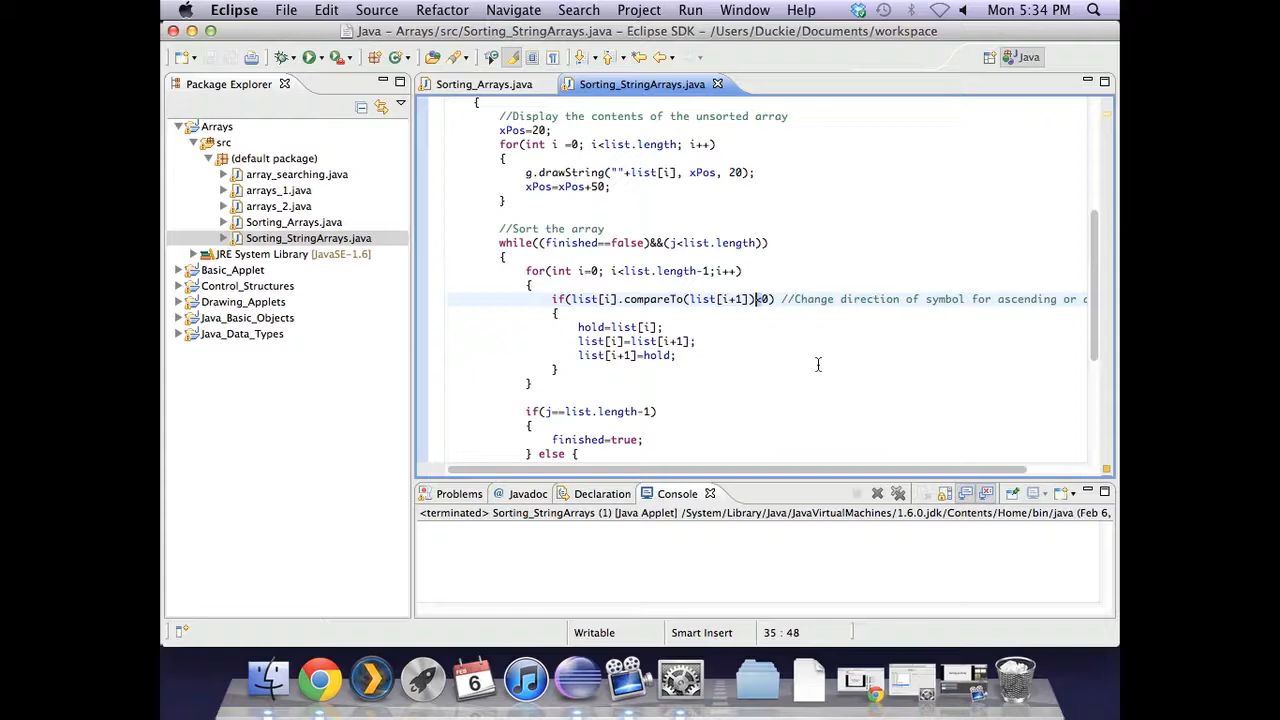 Eclipse File Edit Source Refactor Navigate Search Project Run Window Help Mon 5:34 PM
Java - Arrays/src/Sorting_StringArrays.java - Eclipse SDK - /Users/Duckie/Documents/workspace
Java
Package Explorer
Sorting_Arrays.java
Sorting_StringArrays.java
Arrays
src
(default package)
array_searching.java
arrays_1.java
arrays_2.java
Sorting_Arrays.java
Sorting_StringArrays.java
JRE System Library [JavaSE-1.6]
Basic_Applet
Control_Structures
Drawing_Applets
Java_Basic_Objects
Java_Data_Types
{
//Display the contents of the unsorted array
xPos=20;
for(int i =0; i<list.length; i++)
{
g.drawString(""+list[i], xPos, 20);
xPos=xPos+50;
}
//Sort the array
while((finished==false)&&(j<list.length))
{
for(int i=0; i<list.length-1;i++)
{
if(list[i].compareTo(list[i+1])<0) //Change direction of symbol for ascending or
{
hold=list[i];
list[i]=list[i+1];
list[i+1]=hold;
}
}
if(j==list.length-1)
{
finished=true;
} else {
Problems
@ Javadoc
Declaration
Console
<terminated> Sorting_StringArrays (1) [Java Applet] /System/Library/Java/JavaVirtualMachines/1.6.0.jdk/Contents/Home/bin/java (Feb 6,
Writable
Smart Insert
35 : 48
FEB
6